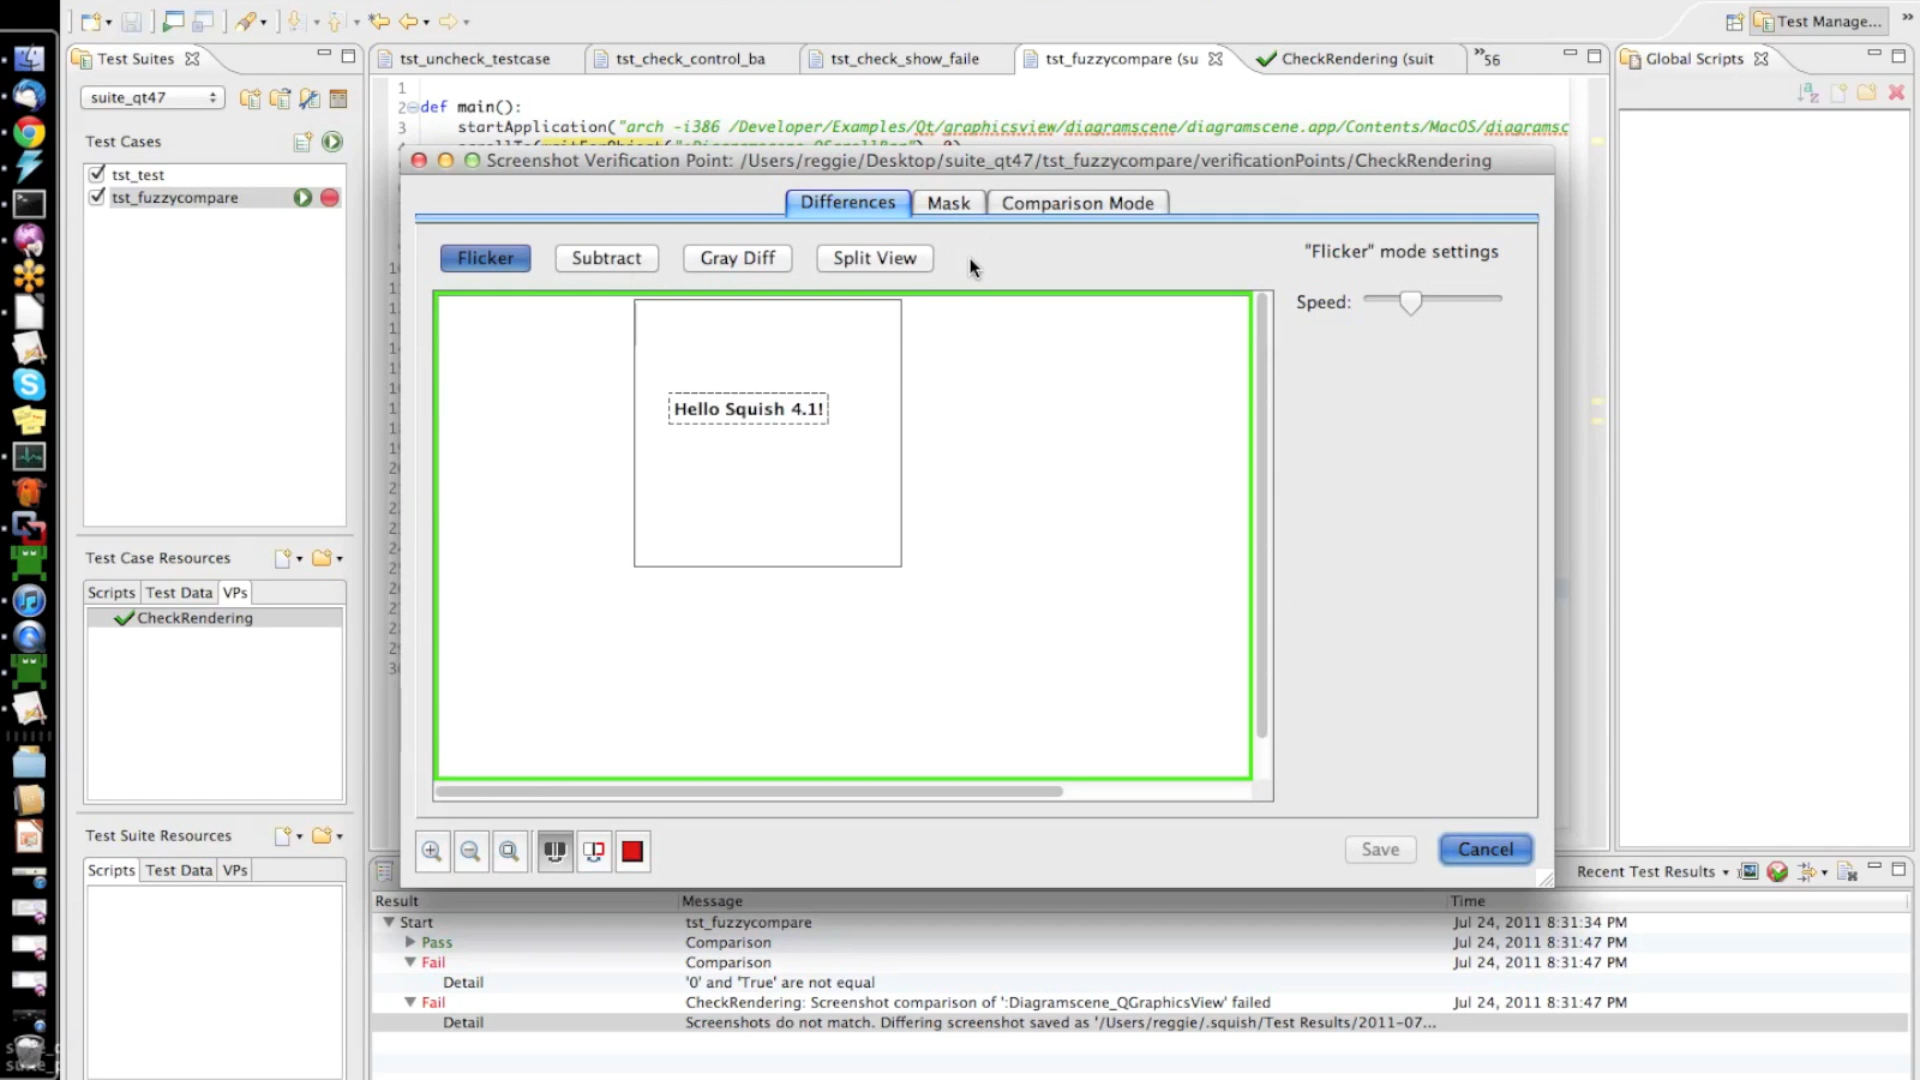 Test Manage...
Test Suites
tst_uncheck_testcase
tst_check_control_ba
tst_check_show_faile
tst_fuzzycompare (su
CheckRendering (suit
56
Global Scripts
suite_qt47
1
2 def main():
3 startApplication("arch -i386 /Developer/Examples/Qt/graphicsview/diagramscene/diagramscene.app/Contents/MacOS/diagramsc
Test Cases
Screenshot Verification Point: /Users/reggie/Desktop/suite_qt47/tst_fuzzycompare/verificationPoints/CheckRendering
tst_test
tst_fuzzycompare
Differences
Mask
Comparison Mode
Flicker
Subtract
Gray Diff
Split View
"Flicker" mode settings
Speed:
Hello Squish 4.1!
Test Case Resources
Scripts
Test Data
VPs
CheckRendering
Test Suite Resources
Scripts
Test Data
VPs
Save
Cancel
Recent Test Results
Result Message Time
Start tst_fuzzycompare Jul 24, 2011 8:31:34 PM
Pass Comparison Jul 24, 2011 8:31:47 PM
Fail Comparison Jul 24, 2011 8:31:47 PM
Detail '0' and 'True' are not equal
Fail CheckRendering: Screenshot comparison of ':Diagramscene_QGraphicsView' failed Jul 24, 2011 8:31:47 PM
Detail Screenshots do not match. Differing screenshot saved as '/Users/reggie/.squish/Test Results/2011-07...